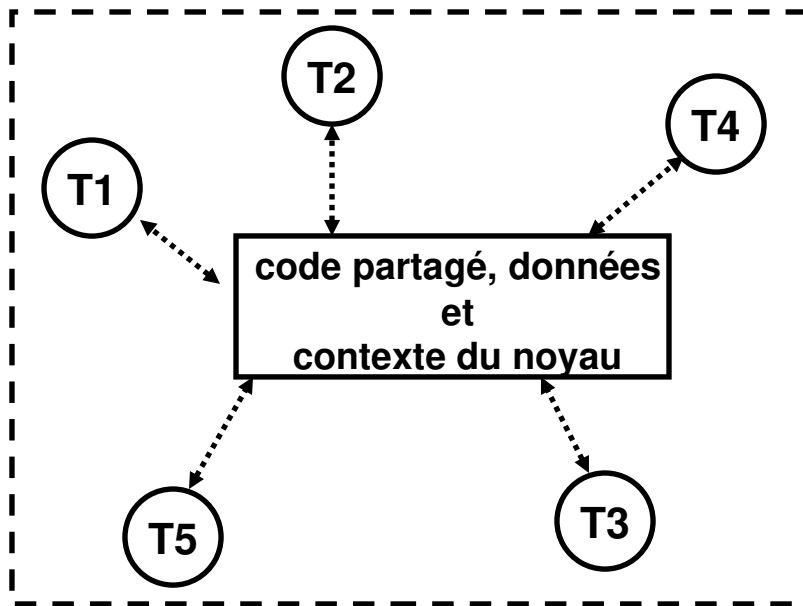 T2
T4
T1
code partagé, données
et
contexte du noyau
T5
T3